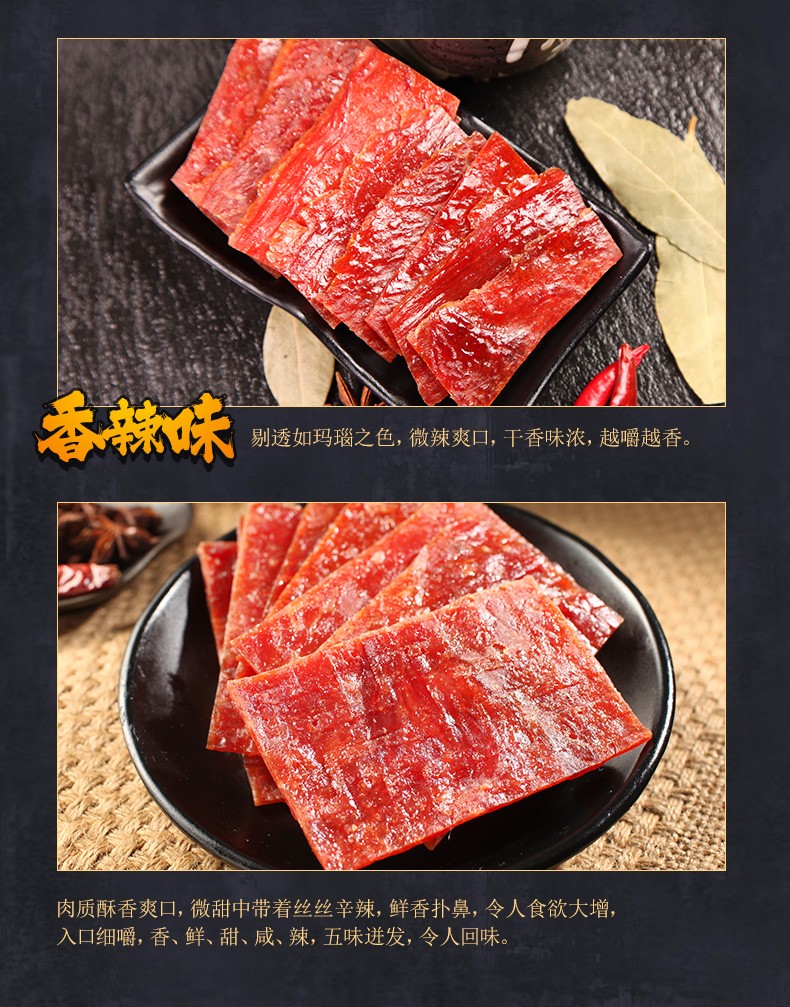 香辣味
剔透如玛瑙之色，微辣爽口，干香味浓，越嚼越香。
肉质酥香爽口，微甜中带着丝丝辛辣，鲜香扑鼻，令人食欲大增，
入口细嚼，香、鲜、甜、咸、辣，五味迸发，令人回味。